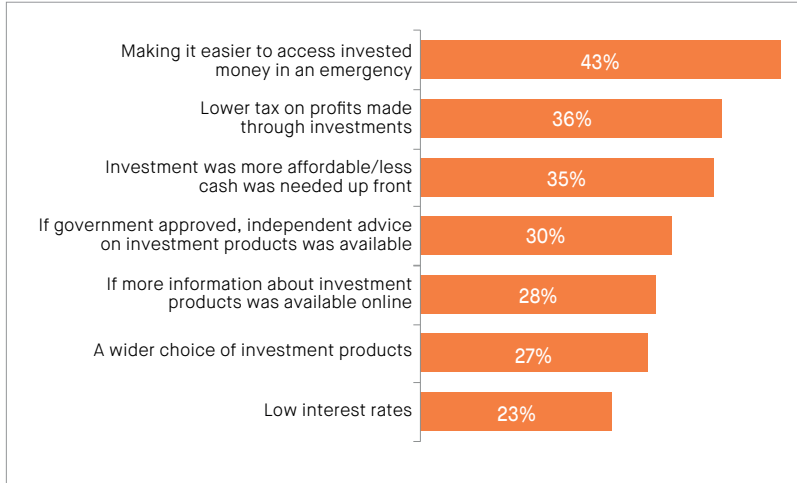 Making it easier to access invested
money in an emergency
43%
Lower tax on profits made
through investments
36%
Investment was more affordable/less
cash was needed up front
35%
If government approved, independent advice
on investment products was available
30%
If more information about investment
products was available online
28%
A wider choice of investment products
27%
Low interest rates
23%